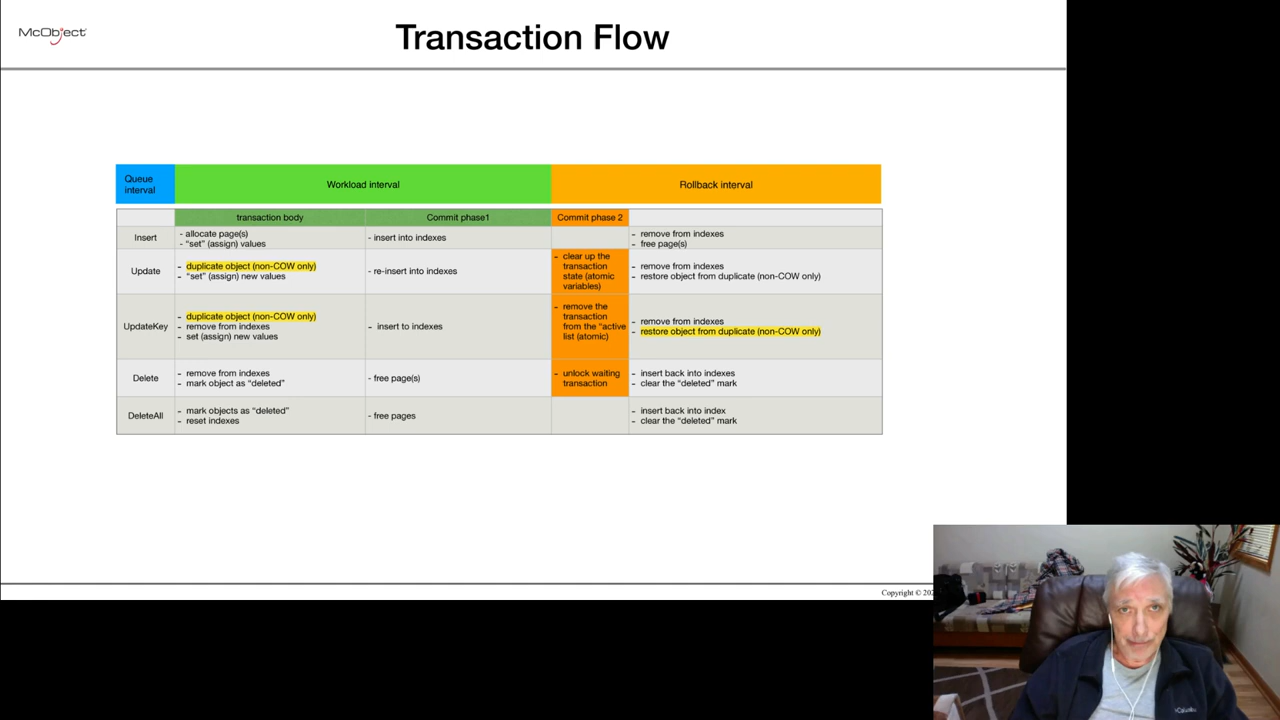 McObject
Transaction Flow
Queue
interval
Workload interval
Rollback interval
transaction body
Commit phase1
Commit phase 2
Insert
- allocate page(s)
- “set” (assign) values
- insert into indexes
- remove from indexes
- free page(s)
Update
- duplicate object (non-COW only)
- “set” (assign) new values
- re-insert into indexes
- clear up the
transaction
state (atomic
variables)
- remove from indexes
- restore object from duplicate (non-COW only)
UpdateKey
- duplicate object (non-COW only)
- remove from indexes
- set (assign) new values
- insert to indexes
- remove the
transaction
from the “active
list (atomic)
- remove from indexes
- restore object from duplicate (non-COW only)
Delete
- remove from indexes
- mark object as “deleted”
- free page(s)
- unlock waiting
transaction
- insert back into indexes
- clear the “deleted” mark
DeleteAll
- mark objects as “deleted”
- reset indexes
- free pages
- insert back into index
- clear the “deleted” mark
Copyright ©
Columbia